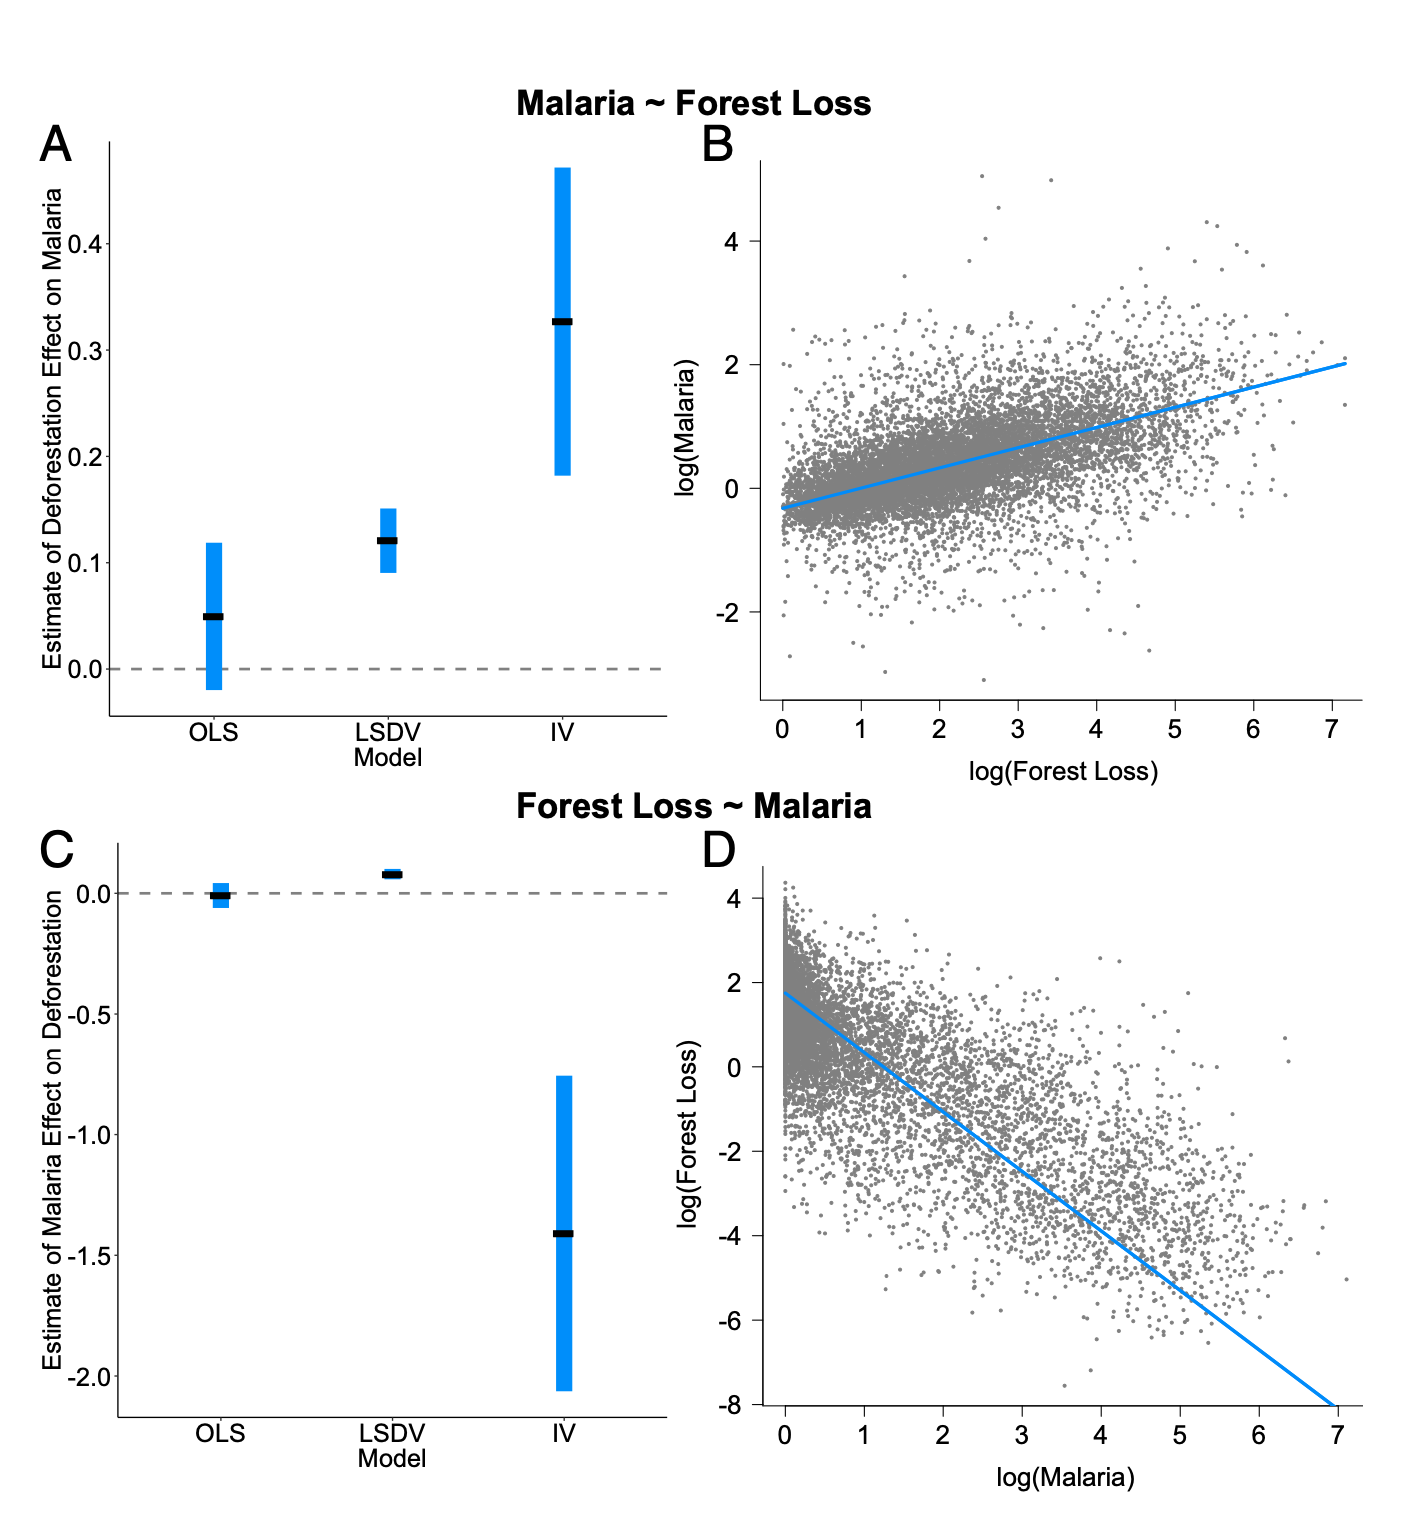 Malaria ~ Forest Loss
A
Estimate of Deforestation Effect on Malaria
0.4
0.3
0.2
0.1
0.0
OLS LSDV IV
Model
B
log(Malaria)
4
2
0
-2
0 1 2 3 4 5 6 7
log(Forest Loss)
Forest Loss ~ Malaria
C
Estimate of Malaria Effect on Deforestation
0.0
-0.5
-1.0
-1.5
-2.0
OLS LSDV IV
Model
D
log(Forest Loss)
4
2
0
-2
-4
-6
-8
0 1 2 3 4 5 6 7
log(Malaria)